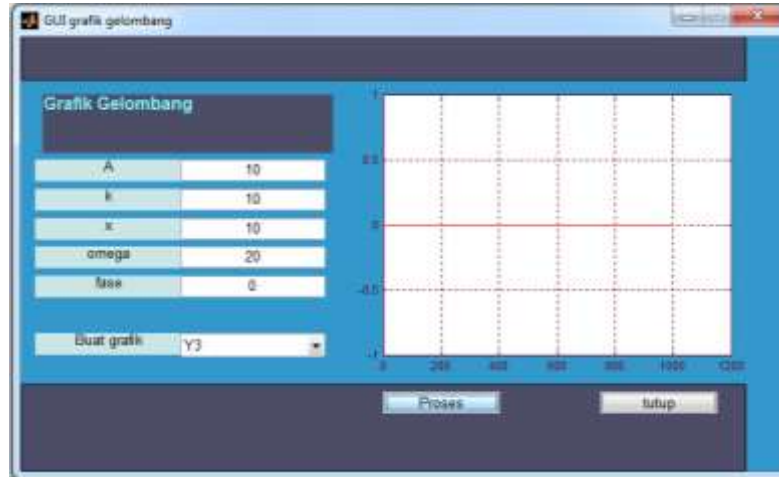 GUI grafik gelombang
Grafik Gelombang
A 10
k 10
x 10
omega 20
fase 0
Buat grafik Y3
1
0.5
0
-0.5
-1
0 200 400 600 800 1000 1200
Proses tutup